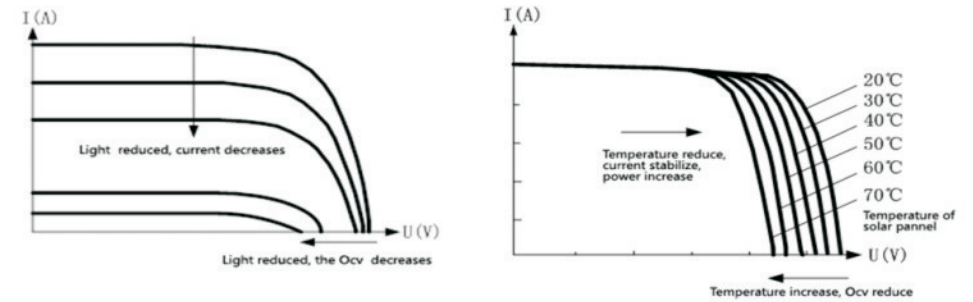 I(A)
Light reduced, current decreases
U(V)
Light reduced, the Ocv decreases
I(A)
20℃
30℃
40℃
50℃
60℃
70℃
Temperature reduce,
current stabilize,
power increase
Temperature of
solar pannel
U(V)
Temperature increase, Ocv reduce